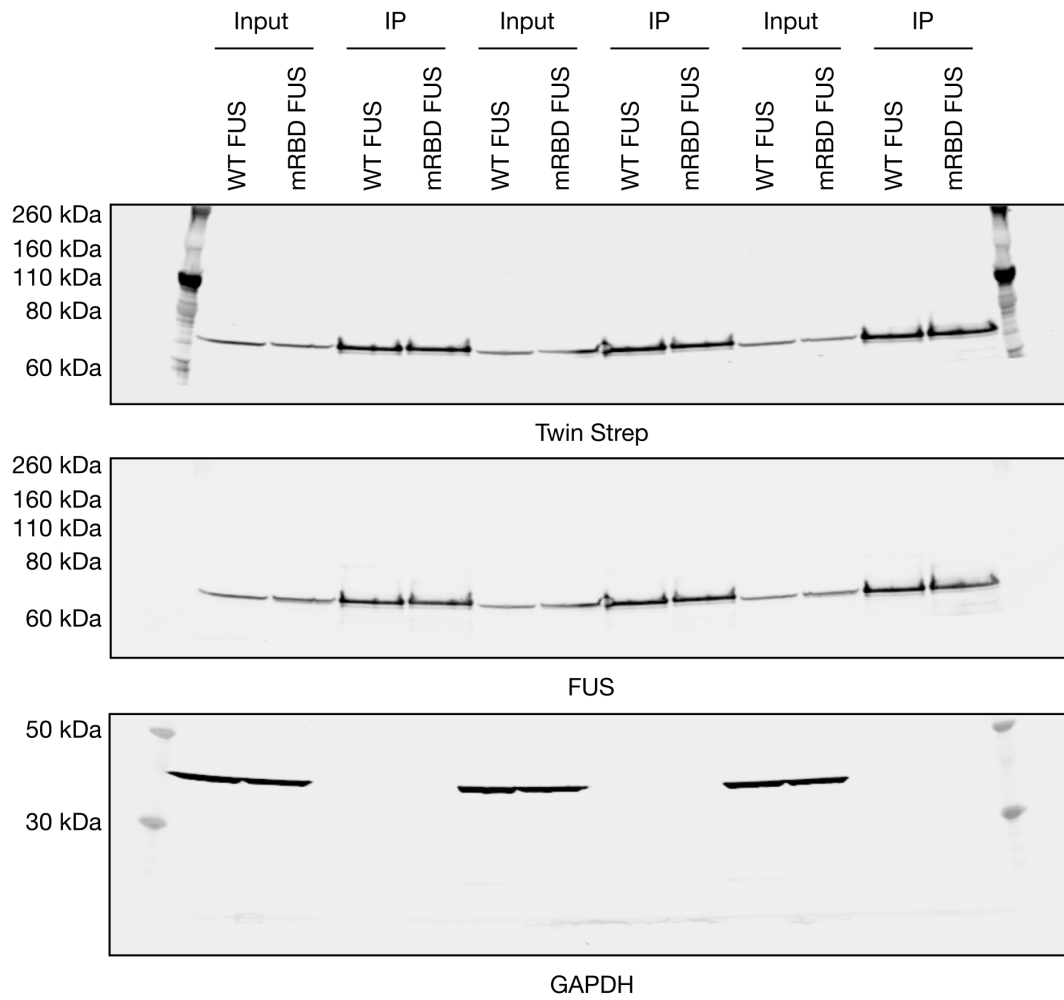 Input IP Input IP Input IP
WT FUS mRBD FUS WT FUS mRBD FUS WT FUS mRBD FUS WT FUS mRBD FUS WT FUS mRBD FUS WT FUS mRBD FUS
260 kDa
160 kDa
110 kDa
80 kDa
60 kDa
Twin Strep
260 kDa
160 kDa
110 kDa
80 kDa
60 kDa
FUS
50 kDa
30 kDa
GAPDH